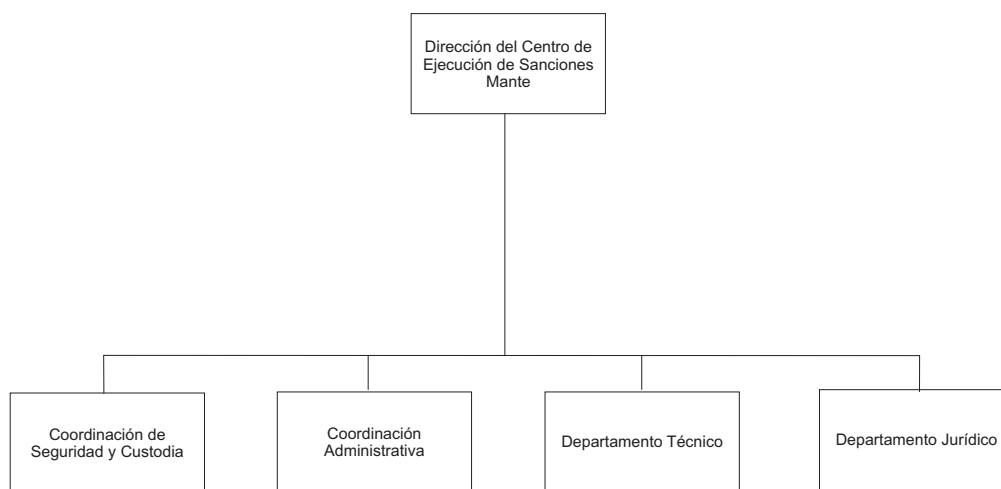 Dirección del Centro de
Ejecución de Sanciones
Mante
Coordinación de
Seguridad y Custodia
Coordinación
Administrativa
Departamento Técnico
Departamento Jurídico